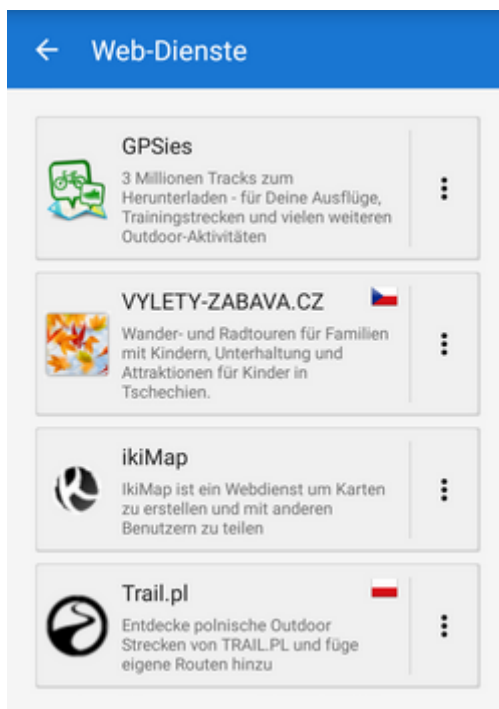 Web-Dienste
GPSies
3 Millionen Tracks zum
Herunterladen - für Deine Ausflüge,
Trainingstrecken und vielen weiteren
Outdoor-Aktivitäten
VYLETY-ZABAVA.CZ
Wander- und Radtouren für Familien
mit Kindern, Unterhaltung und
Attraktionen für Kinder in
Tschechien.
ikiMap
IkiMap ist ein Webdienst um Karten
zu erstellen und mit anderen
Benutzern zu teilen
Trail.pl
Entdecke polnische Outdoor
Strecken von TRAIL.PL und füge
eigene Routen hinzu